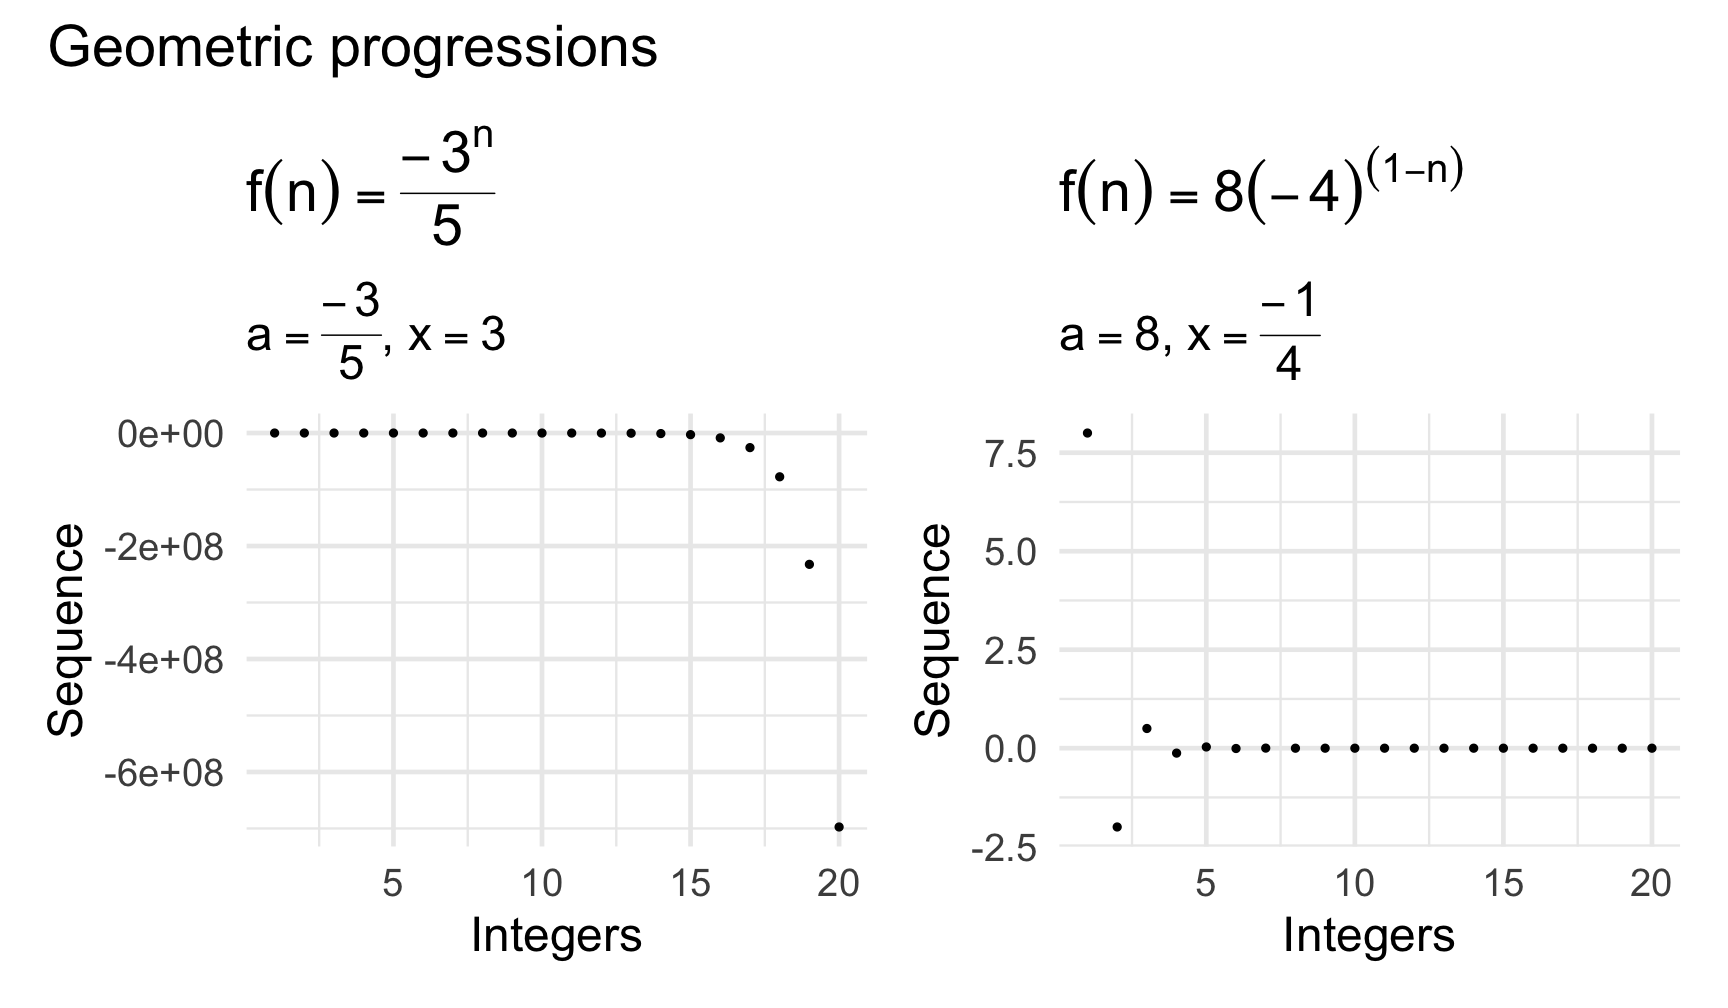 Geometric progressions
f(n) = −3ⁿ/5
a = −3/5, x = 3
0e+00
-2e+08
-4e+08
-6e+08
Sequence
5 10 15 20
Integers
f(n) = 8(−4)⁽¹⁻ⁿ⁾
a = 8, x = −1/4
7.5
5.0
2.5
0.0
-2.5
Sequence
5 10 15 20
Integers